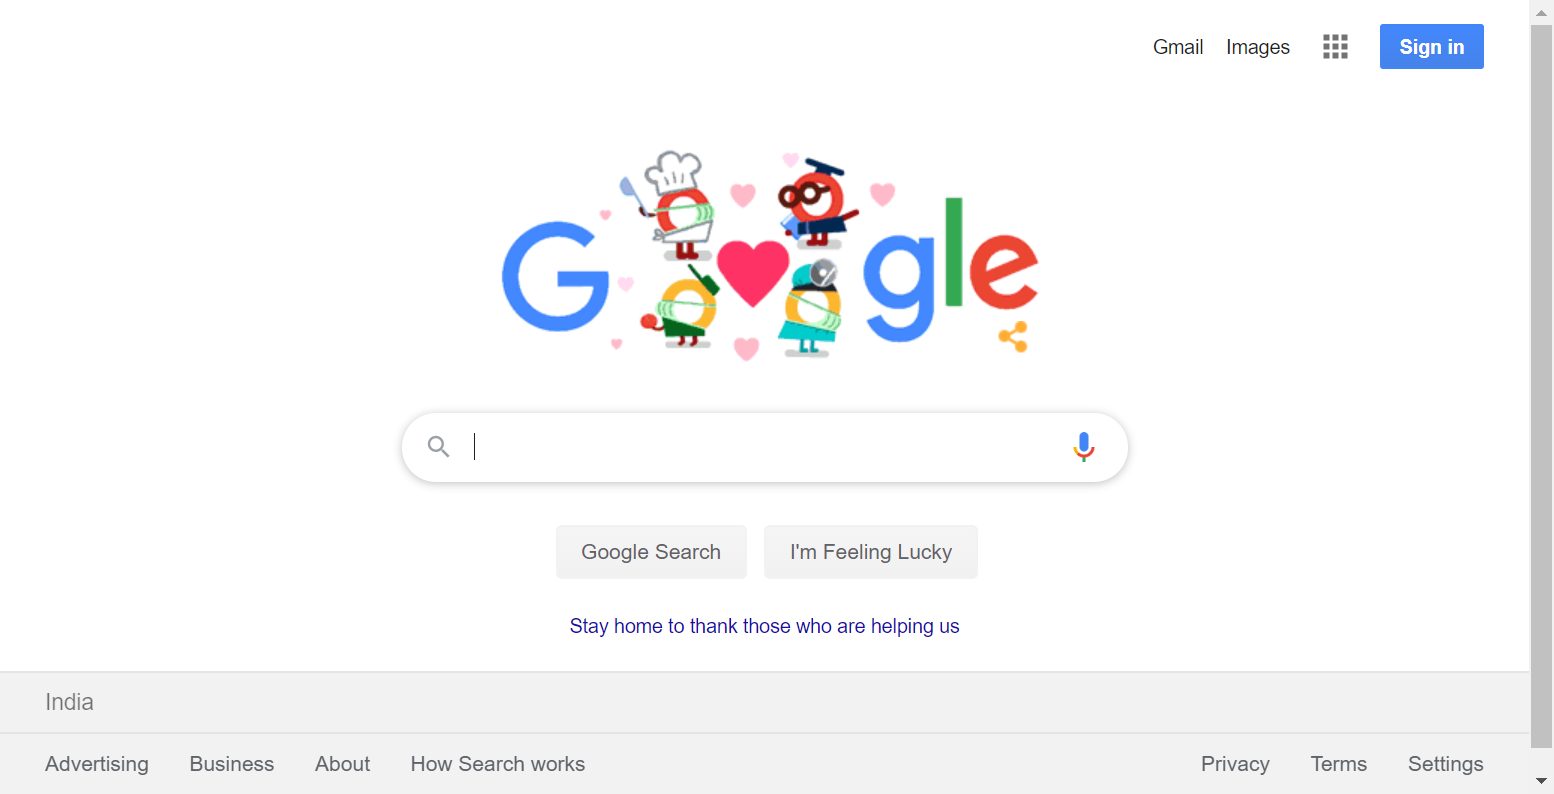 Gmail Images Sign in
Google
Google Search I'm Feeling Lucky
Stay home to thank those who are helping us
India
Advertising Business About How Search works Privacy Terms Settings